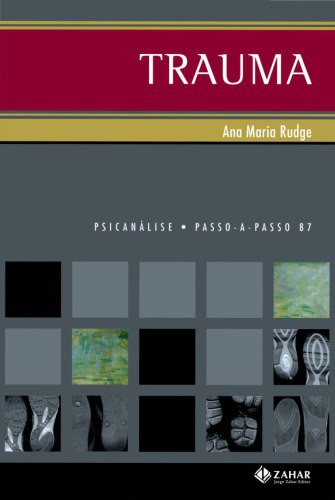 TRAUMA
Ana Maria Rudge
PSICANÁLISE • PASSO-A-PASSO 87
ZAHAR
Jorge Zahar Editor